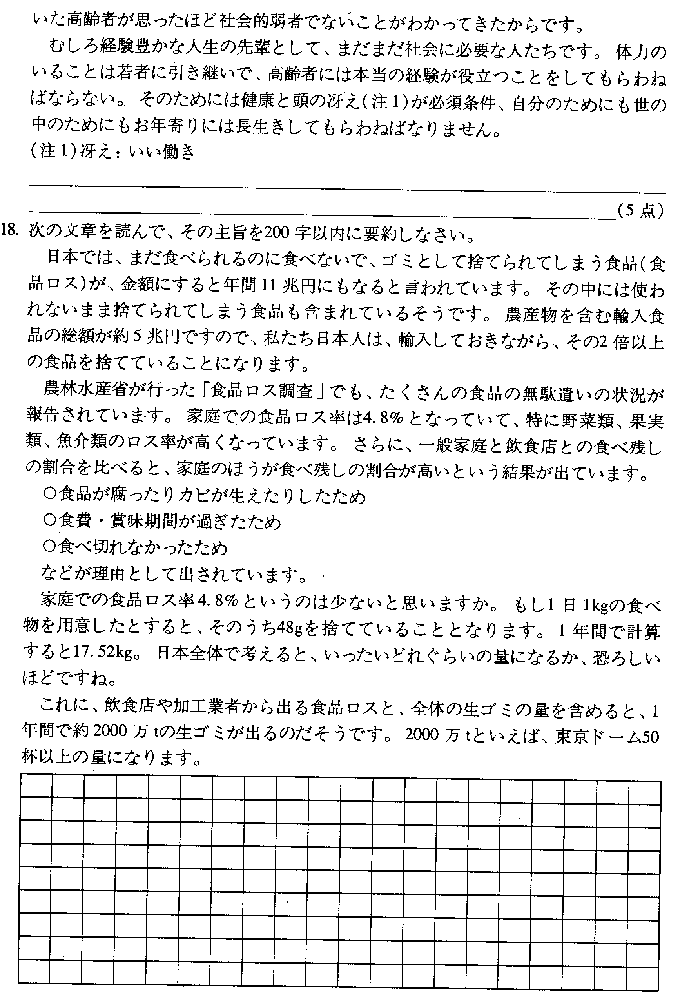 いた高齢者が思ったほど社会的弱者でないことがわかってきたからです。
むしろ経験豊かな人生の先輩として、まだまだ社会に必要な人たちです。 体力の
いることは若者に引き継いで、高齢者には本当の経験が役立つことをしてもらわね
ばならない。 そのためには健康と頭の冴え(注1)が必須条件、自分のためにも世の
中のためにもお年寄りには長生きしてもらわねばなりません。
(注1)冴え: いい働き
(5 点)
18. 次の文章を読んで、その主旨を200 字以内に要約しなさい。
日本では、まだ食べられるのに食べないで、ゴミとして捨てられてしまう食品(食
品ロス)が、金額にすると年間 11 兆円にもなると言われています。 その中には使わ
れないまま捨てられてしまう食品も含まれているそうです。 農産物を含む輸入食
品の総額が約 5 兆円ですので、私たち日本人は、輸入しておきながら、その2 倍以上
の食品を捨てていることになります。
農林水産省が行った「食品ロス調査」でも、たくさんの食品の無駄遣いの状況が
報告されています。 家庭での食品ロス率は4. 8% となっていて、特に野菜類、果実
類、魚介類のロス率が高くなっています。 さらに、一般家庭と飲食店との食べ残し
の割合を比べると、家庭のほうが食べ残しの割合が高いという結果が出ています。
○食品が腐ったりカビが生えたりしたため
○食費・賞味期間が過ぎたため
○食べ切れなかったため
などが理由として出されています。
家庭での食品ロス率 4. 8% というのは少ないと思いますか。 もし1 日 1kgの食べ
物を用意したとすると、そのうち48gを捨てていることとなります。 1 年間で計算
すると17. 52kg。 日本全体で考えると、いったいどれぐらいの量になるか、恐ろしい
ほどですね。
これに、飲食店や加工業者から出る食品ロスと、全体の生ゴミの量を含めると、1
年間で約 2000 万 tの生ゴミが出るのだそうです。 2000 万 tといえば、東京ドーム50
杯以上の量になります。